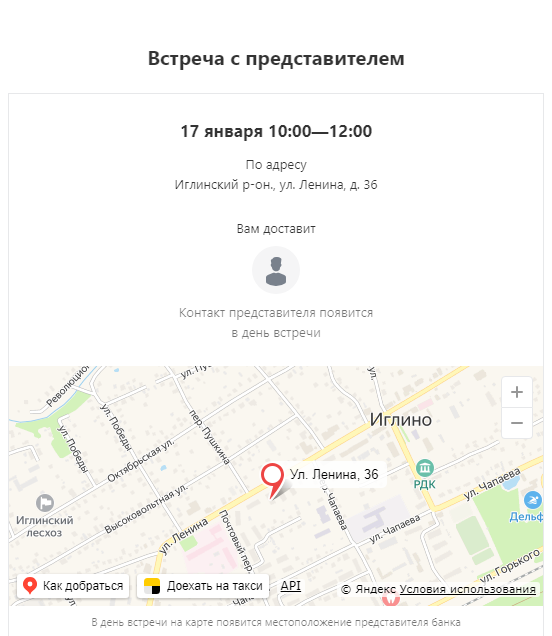 Встреча с представителем
17 января 10:00—12:00
По адресу
Иглинский р-он., ул. Ленина, д. 36
Вам доставит
Контакт представителя появится
в день встречи
Революцион
ул. Пу
ул. Победы
ул. Победы
пер. Пушкина
Октябрьская ул.
Иглино
Ул. Ленина, 36
РДК
ул. Чапаева
Высоковольтная ул.
Иглинский
лесхоз
ул. Ленина
Почтовый пер.
ул. Чапаева
ул. Чапаева
Дельф
ул. Горького
Как добраться
Доехать на такси
API
© Яндекс Условия использования
В день встречи на карте появится местоположение представителя банка